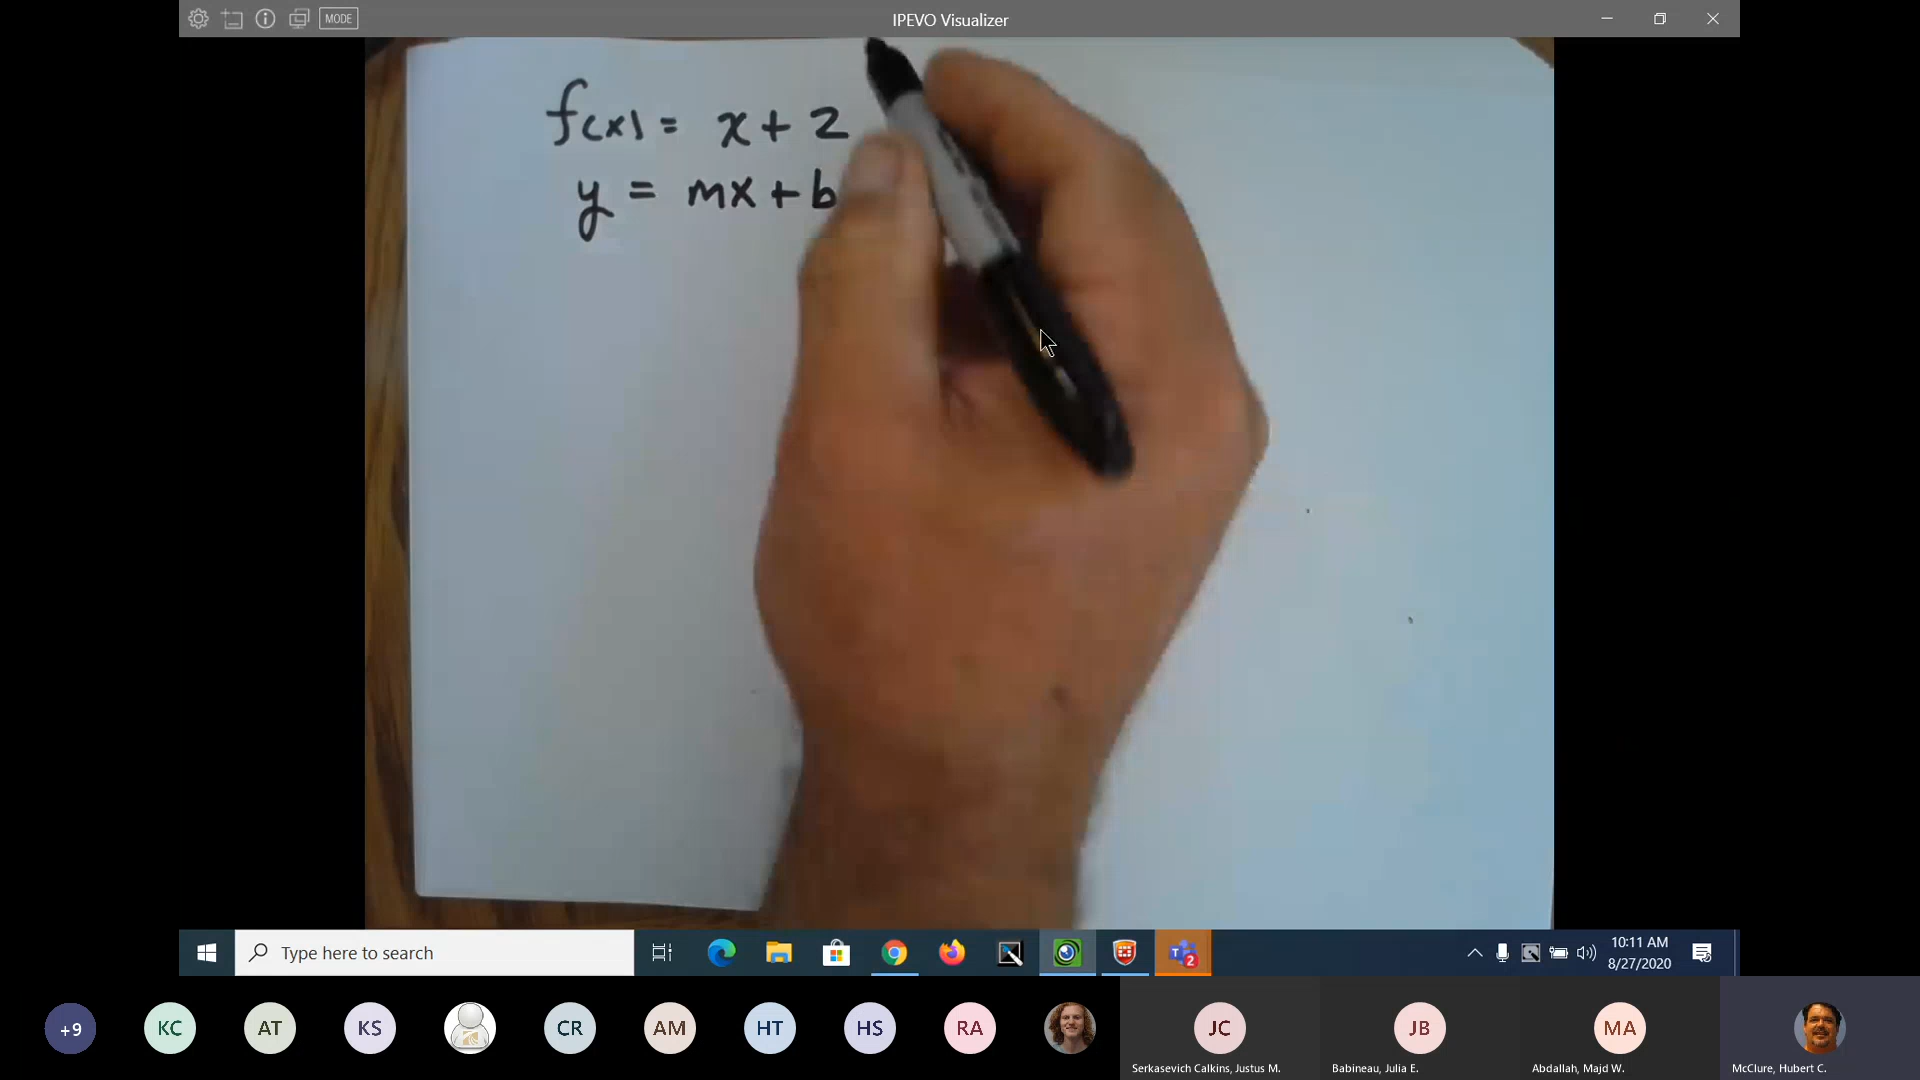 MODE
IPEVO Visualizer
f(x) = x + 2
y = mx + b
Type here to search
2
10:11 AM
8/27/2020
+9
KC
AT
KS
CR
AM
HT
HS
RA
JC
JB
MA
Serkasevich Calkins, Justus M.
Babineau, Julia E.
Abdallah, Majd W.
McClure, Hubert C.